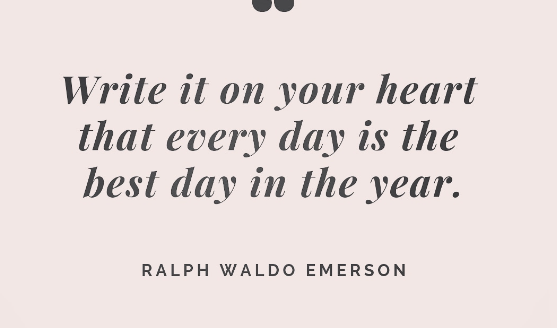 Write it on your heart
that every day is the
best day in the year.
RALPH WALDO EMERSON